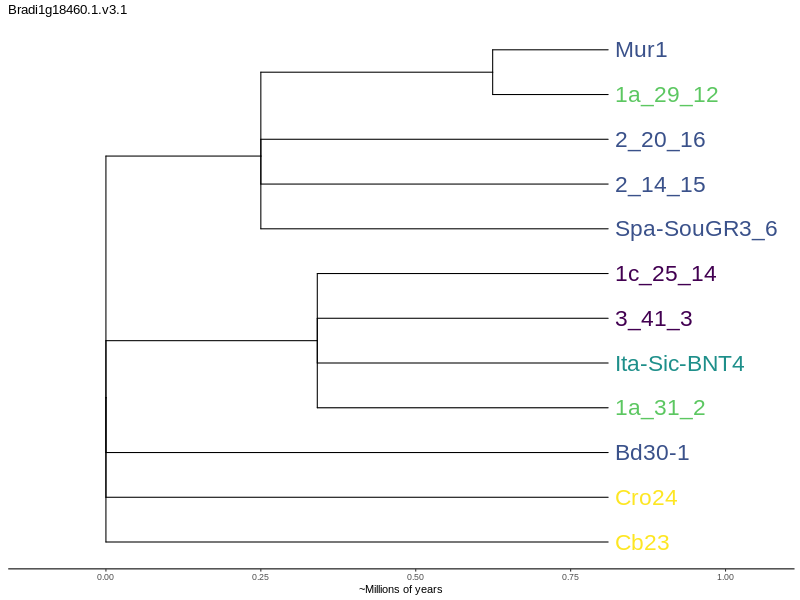 Bradi1g18460.1.v3.1
Mur1
1a_29_12
2_20_16
2_14_15
Spa-SouGR3_6
1c_25_14
3_41_3
Ita-Sic-BNT4
1a_31_2
Bd30-1
Cro24
Cb23
0.00 0.25 0.50 0.75 1.00
~Millions of years